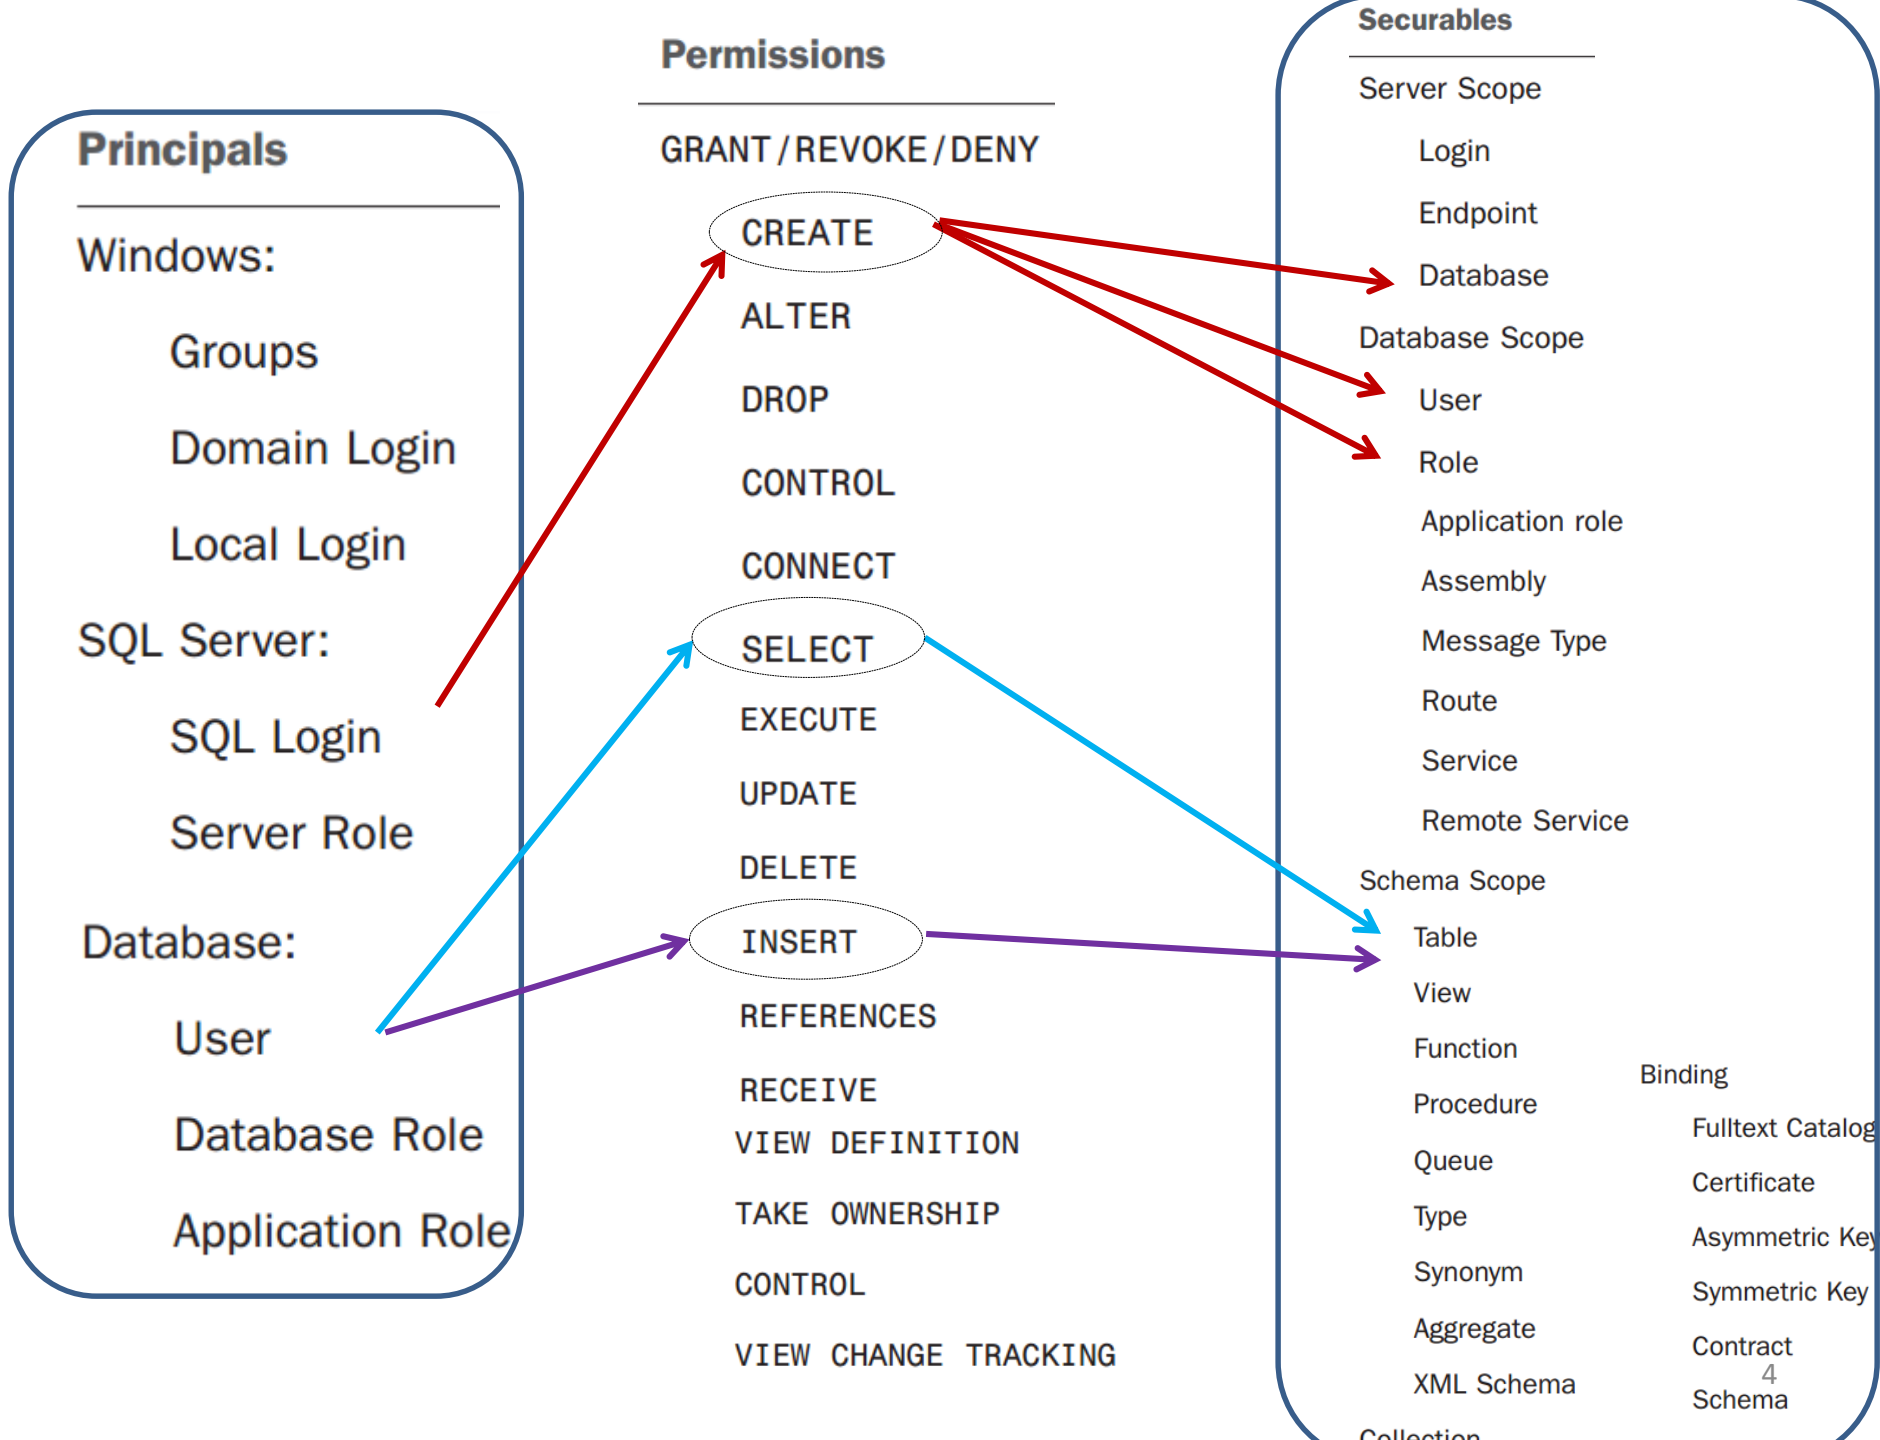 Principals
Windows:
Groups
Domain Login
Local Login
SQL Server:
SQL Login
Server Role
Database:
User
Database Role
Application Role
Permissions
GRANT/REVOKE/DENY
CREATE
ALTER
DROP
CONTROL
CONNECT
SELECT
EXECUTE
UPDATE
DELETE
INSERT
REFERENCES
RECEIVE
VIEW DEFINITION
TAKE OWNERSHIP
CONTROL
VIEW CHANGE TRACKING
Securables
Server Scope
Login
Endpoint
Database
Database Scope
User
Role
Application role
Assembly
Message Type
Route
Service
Remote Service
Schema Scope
Table
View
Function
Procedure
Queue
Type
Synonym
Aggregate
XML Schema
Collection
Binding
Fulltext Catalog
Certificate
Asymmetric Key
Symmetric Key
Contract
Schema
4